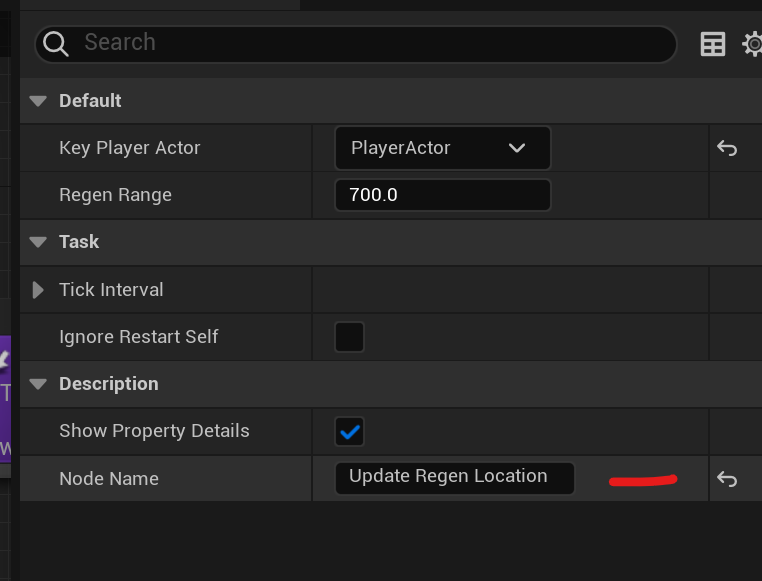 Search
Default
Key Player Actor PlayerActor
Regen Range 700.0
Task
Tick Interval
Ignore Restart Self
Description
Show Property Details
Node Name Update Regen Location